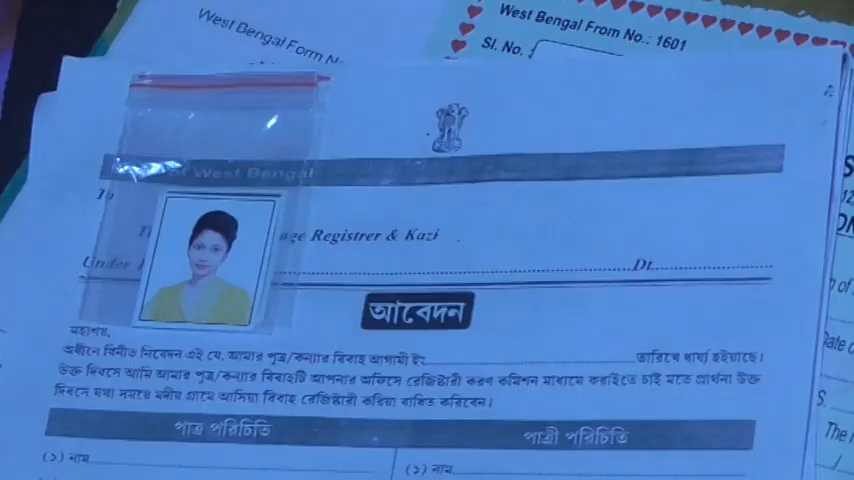 West Bengal Form N
West Bengal From No.: 1601
Sl. No.
West Bengal
To
Registrer & Kazi
Under
Dt.
আবেদন
মহাশয়,
অধীনে বিনীত নিবেদন এই যে, আমার পুত্র/কন্যার বিবাহ আগামী ইং তারিখে ধার্য্য হইয়াছে।
উক্ত দিবসে আমি আমার পুত্র/কন্যার বিবাহটি আপনার অফিসে রেজিষ্টারী করণ কমিশন মাধ্যমে করাইতে চাই মতে প্রার্থনা উক্ত
দিবসে যথা সময়ে মদীয় গ্রামে আসিয়া বিবাহ রেজিষ্টারী করিয়া বাধিত করিবেন।
পাত্র পরিচিতি পাত্রী পরিচিতি
(১) নাম (১) নাম